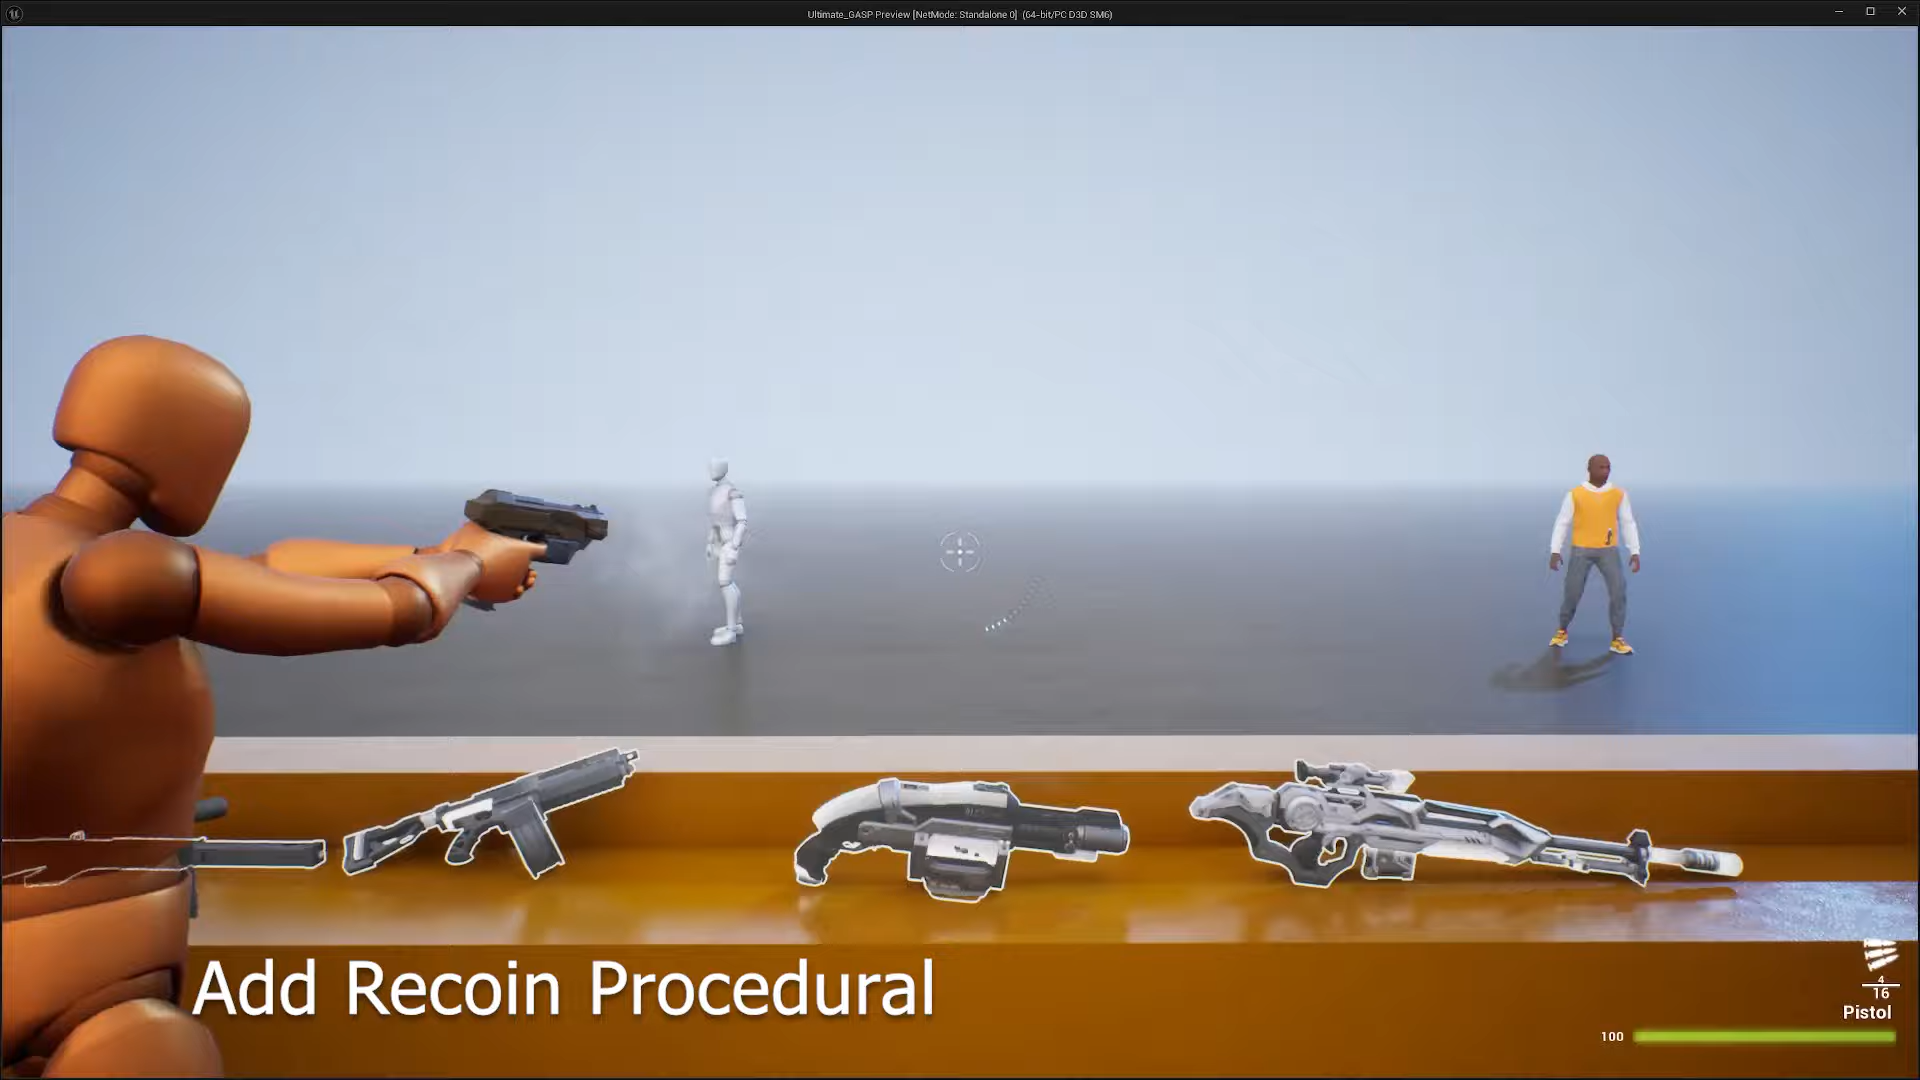 Ultimate_GASP Preview [NetMode: Standalone 0] (64-bit/PC D3D SM6)
Add Recoin Procedural
4
16
Pistol
100